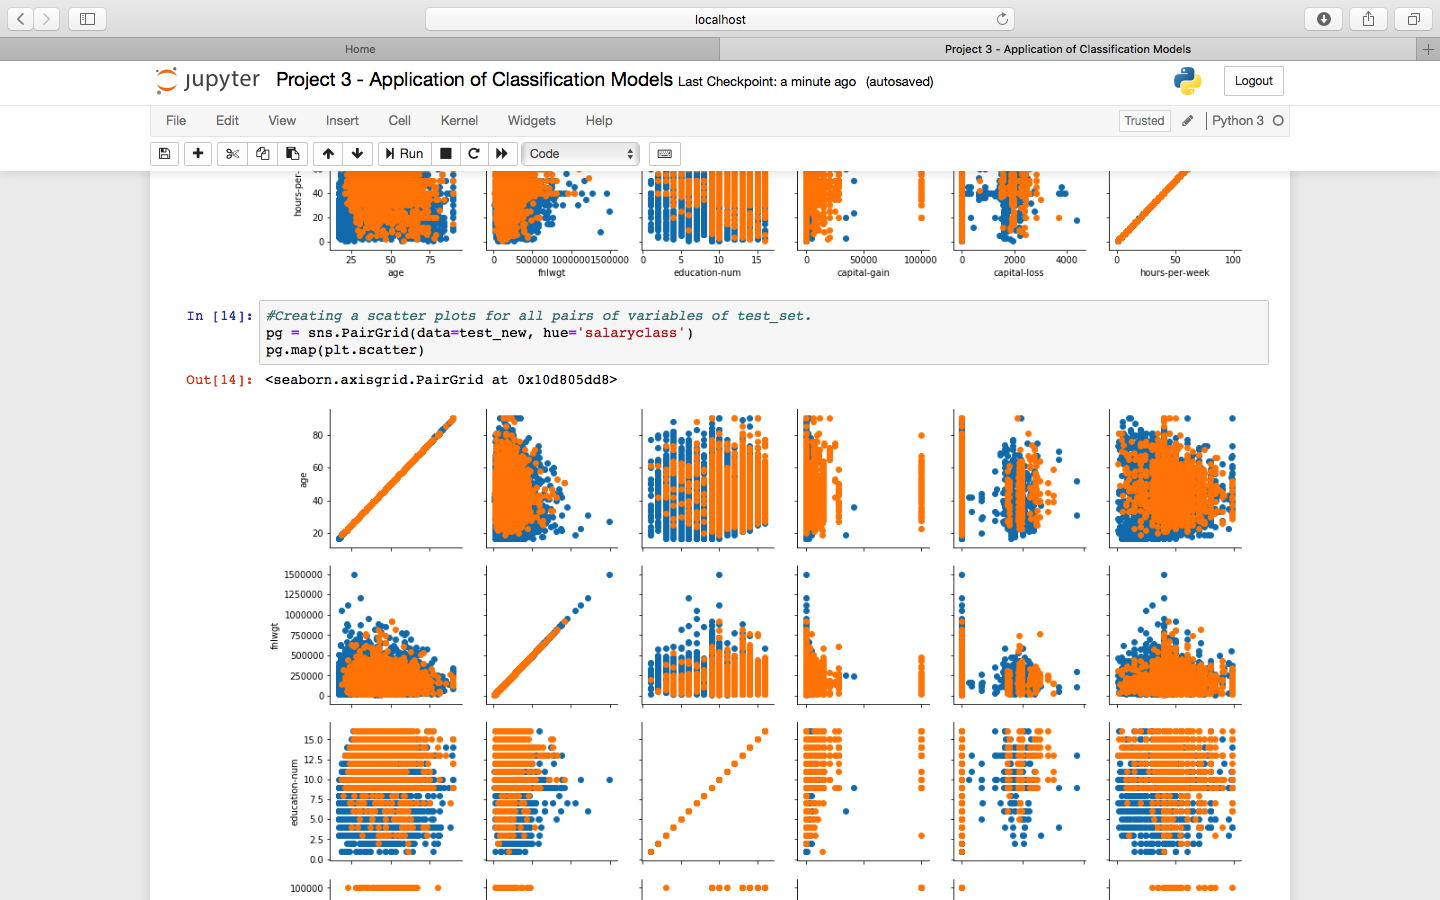 localhost
Home
Project 3 - Application of Classification Models
jupyter Project 3 - Application of Classification Models Last Checkpoint: a minute ago (autosaved)
Logout
File Edit View Insert Cell Kernel Widgets Help
Trusted Python 3 O
Run Code
hours-per-
40
20
0
25 50 75
0 500000 1000000 1500000
0 5 10 15
0 50000 100000
0 2000 4000
0 50 100
age fnlwgt education-num capital-gain capital-loss hours-per-week
In [14]: #Creating a scatter plots for all pairs of variables of test_set.
pg = sns.PairGrid(data=test_new, hue='salaryclass')
pg.map(plt.scatter)
Out[14]: <seaborn.axisgrid.PairGrid at 0x10d805dd8>
80
60
40
20
age
1500000
1250000
1000000
750000
500000
250000
0
fnlwgt
15.0
12.5
10.0
7.5
5.0
2.5
0.0
education-num
100000